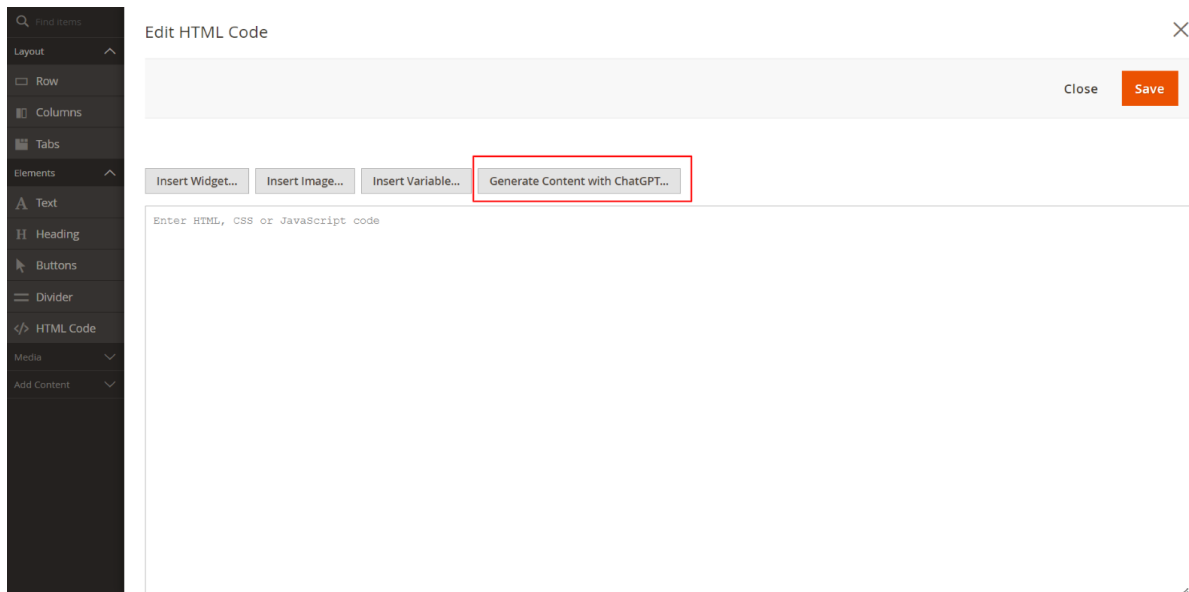 Find items
Layout
Row
Columns
Tabs
Elements
Text
Heading
Buttons
Divider
HTML Code
Media
Add Content
Edit HTML Code
Close
Save
Insert Widget...
Insert Image...
Insert Variable...
Generate Content with ChatGPT...
Enter HTML, CSS or JavaScript code